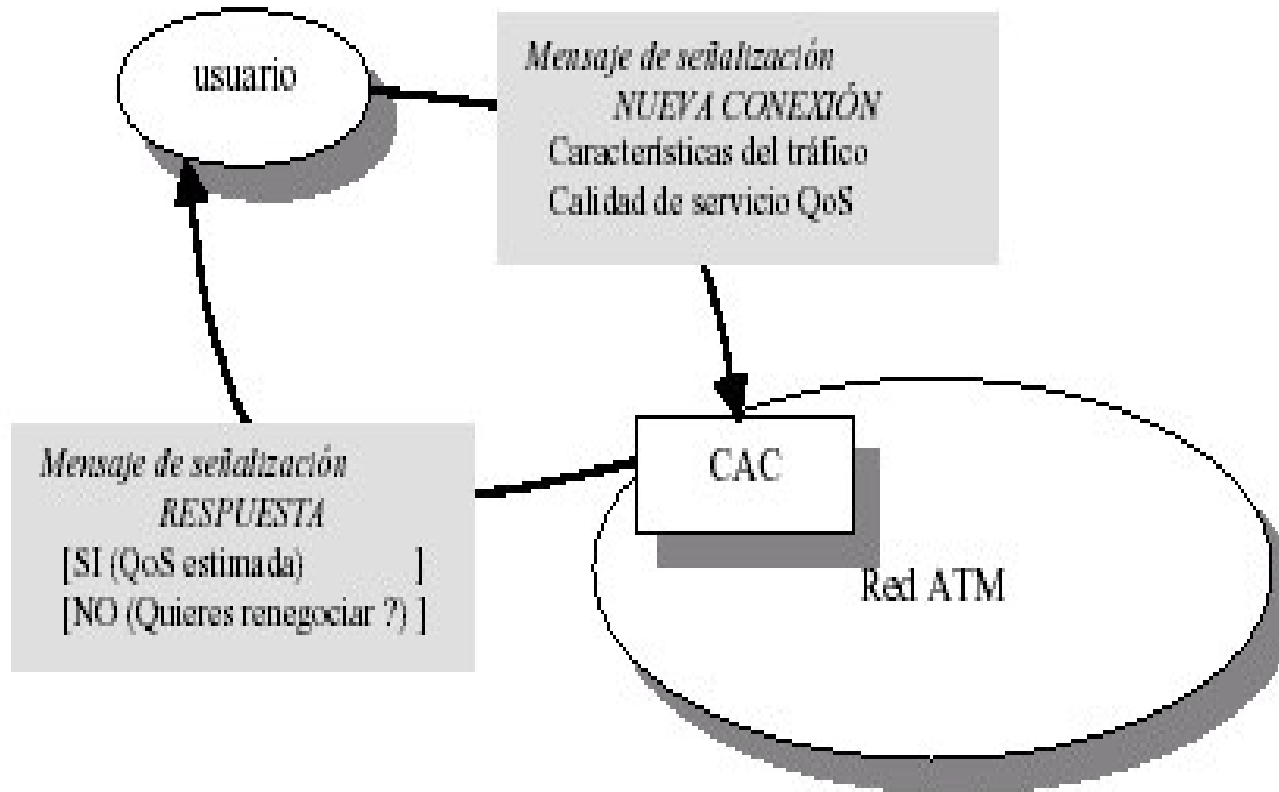 usuario
Mensaje de señalización
NUEVA CONEXIÓN
Características del tráfico
Calidad de servicio QoS
CAC
Red ATM
Mensaje de señalización
RESPUESTA
[SI (QoS estimada) ]
[NO (Quieres renegociar ?) ]